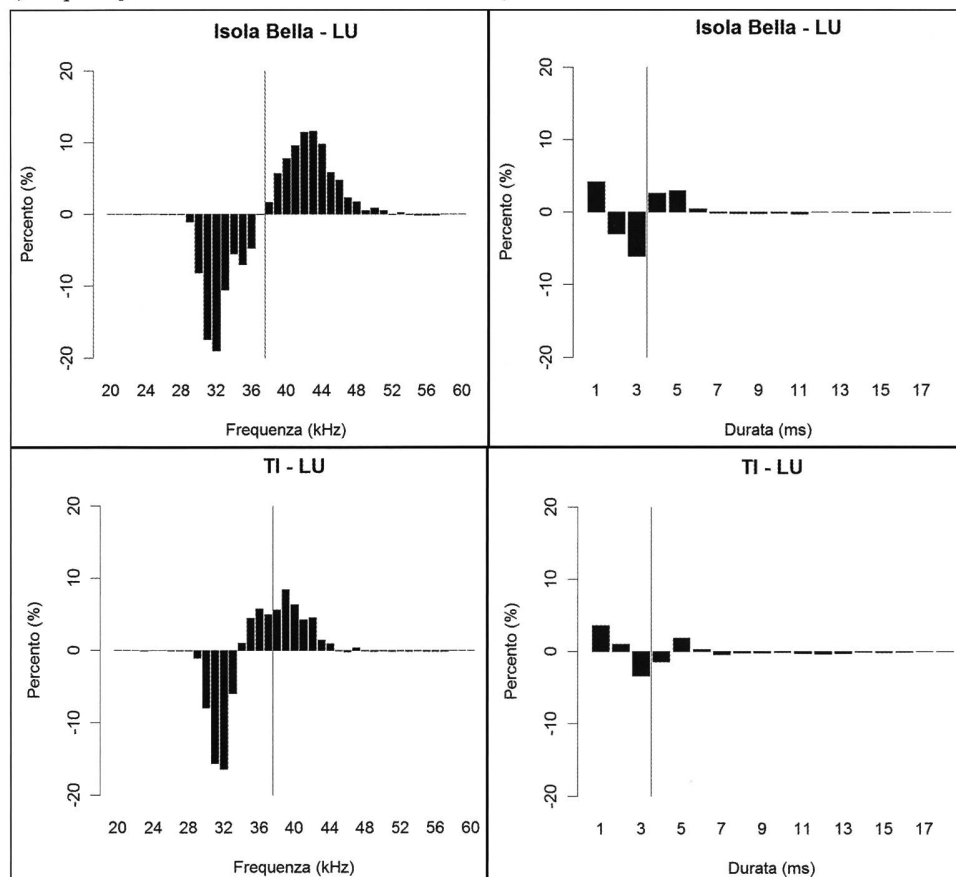 Isola Bella - LU
Percento (%)
20
10
0
-10
-20
20 24 28 32 36 40 44 48 52 56 60
Frequenza (kHz)
Isola Bella - LU
Percento (%)
20
10
0
-10
-20
1 3 5 7 9 11 13 15 17
Durata (ms)
TI - LU
Percento (%)
20
10
0
-10
-20
20 24 28 32 36 40 44 48 52 56 60
Frequenza (kHz)
TI - LU
Percento (%)
20
10
0
-10
-20
1 3 5 7 9 11 13 15 17
Durata (ms)